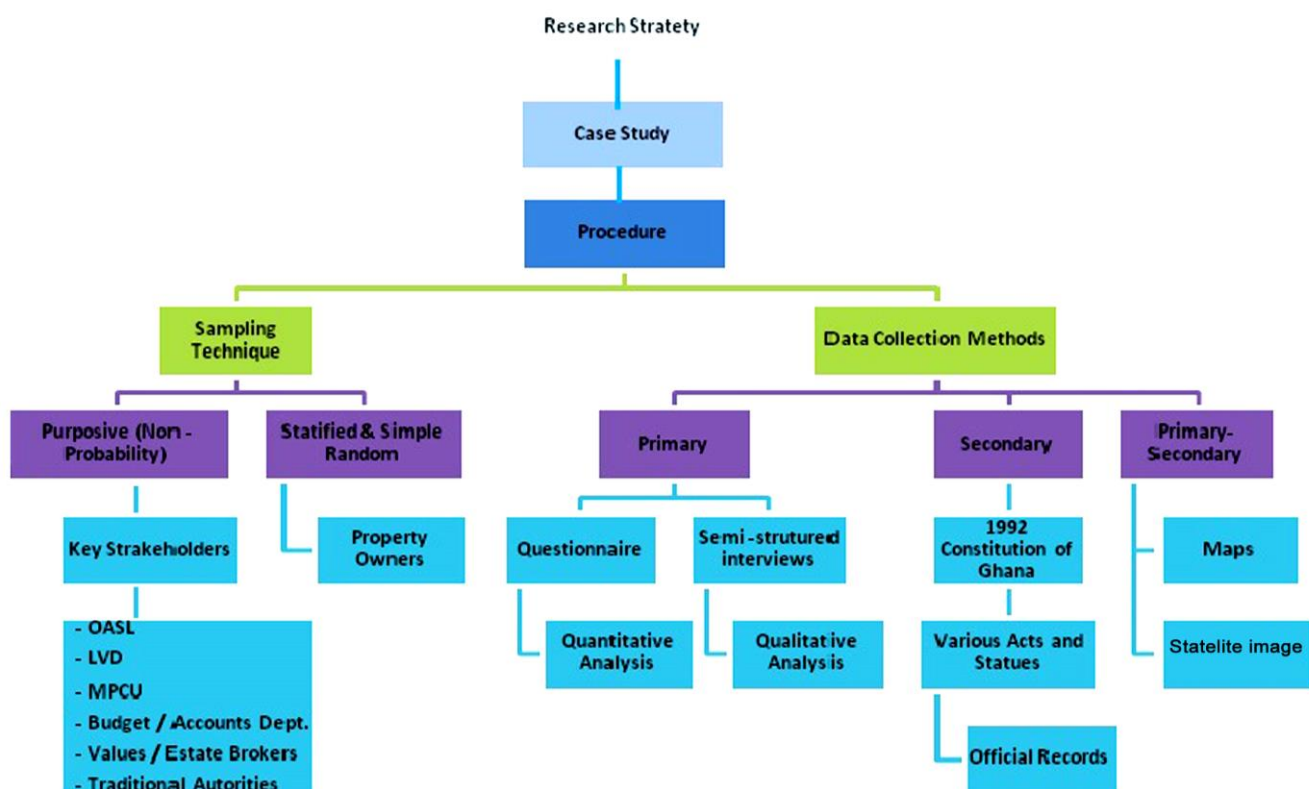 Research Stratety
Case Study
Procedure
Sampling
Technique
Data Collection Methods
Purposive (Non -
Probability)
Statified & Simple
Random
Primary
Secondary
Primary-
Secondary
Key Strakeholders
Property
Owners
Questionnaire
Semi -strutured
interviews
1992
Constitution of
Ghana
Maps
- OASL
- LVD
- MPCU
- Budget / Accounts Dept.
- Values / Estate Brokers
- Traditional Autorities
Quantitative
Analysis
Qualitative
Analysis
Various Acts and
Statues
Statelite image
Official Records